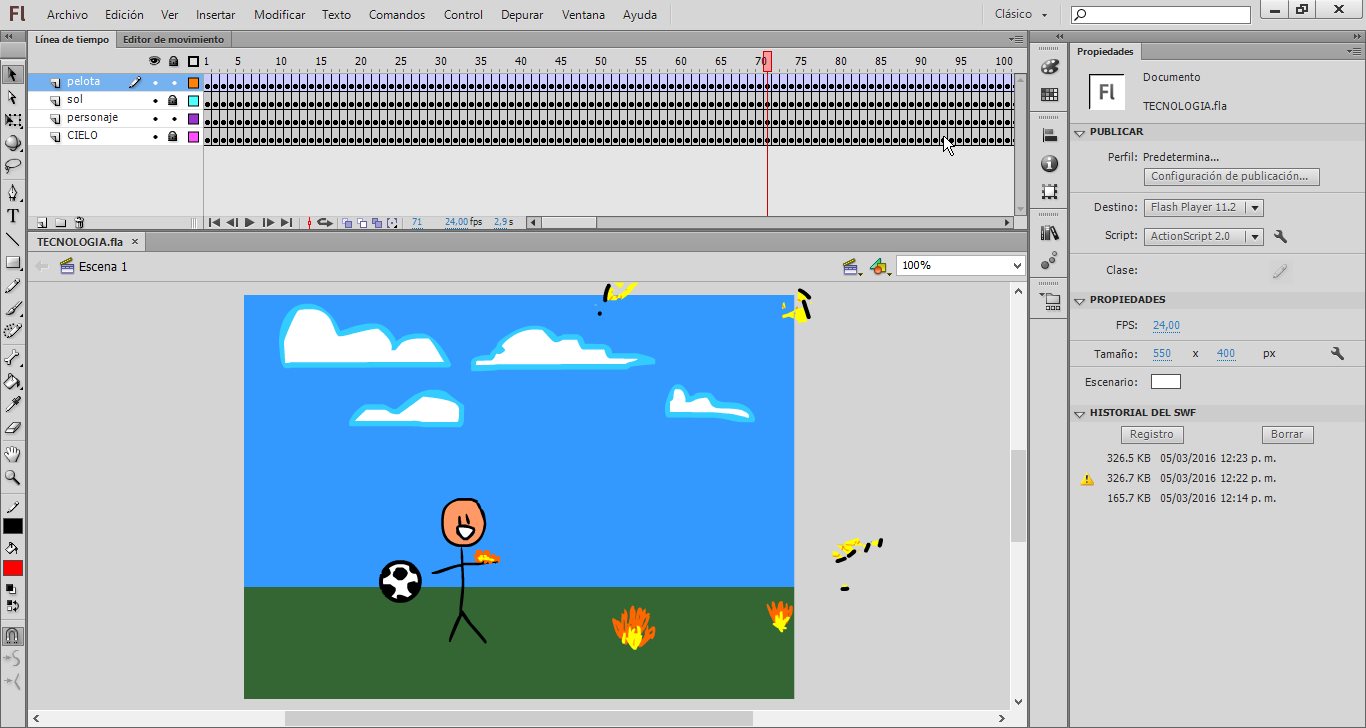 Fl Archivo Edición Ver Insertar Modificar Texto Comandos Control Depurar Ventana Ayuda Clásico
Línea de tiempo Editor de movimiento
1 5 10 15 20 25 30 35 40 45 50 55 60 65 70 75 80 85 90 95 100
pelota
sol
personaje
CIELO
71 24.00 fps 2.9 s
TECNOLOGIA.fla
Escena 1
100%
T
Propiedades
Fl
Documento
TECNOLOGIA.fla
PUBLICAR
Perfil: Predetermina...
Configuración de publicación...
Destino: Flash Player 11.2
Script: ActionScript 2.0
Clase:
PROPIEDADES
FPS: 24,00
Tamaño: 550 x 400 px
Escenario:
HISTORIAL DEL SWF
Registro Borrar
326.5 KB 05/03/2016 12:23 p. m.
326.7 KB 05/03/2016 12:22 p. m.
165.7 KB 05/03/2016 12:14 p. m.